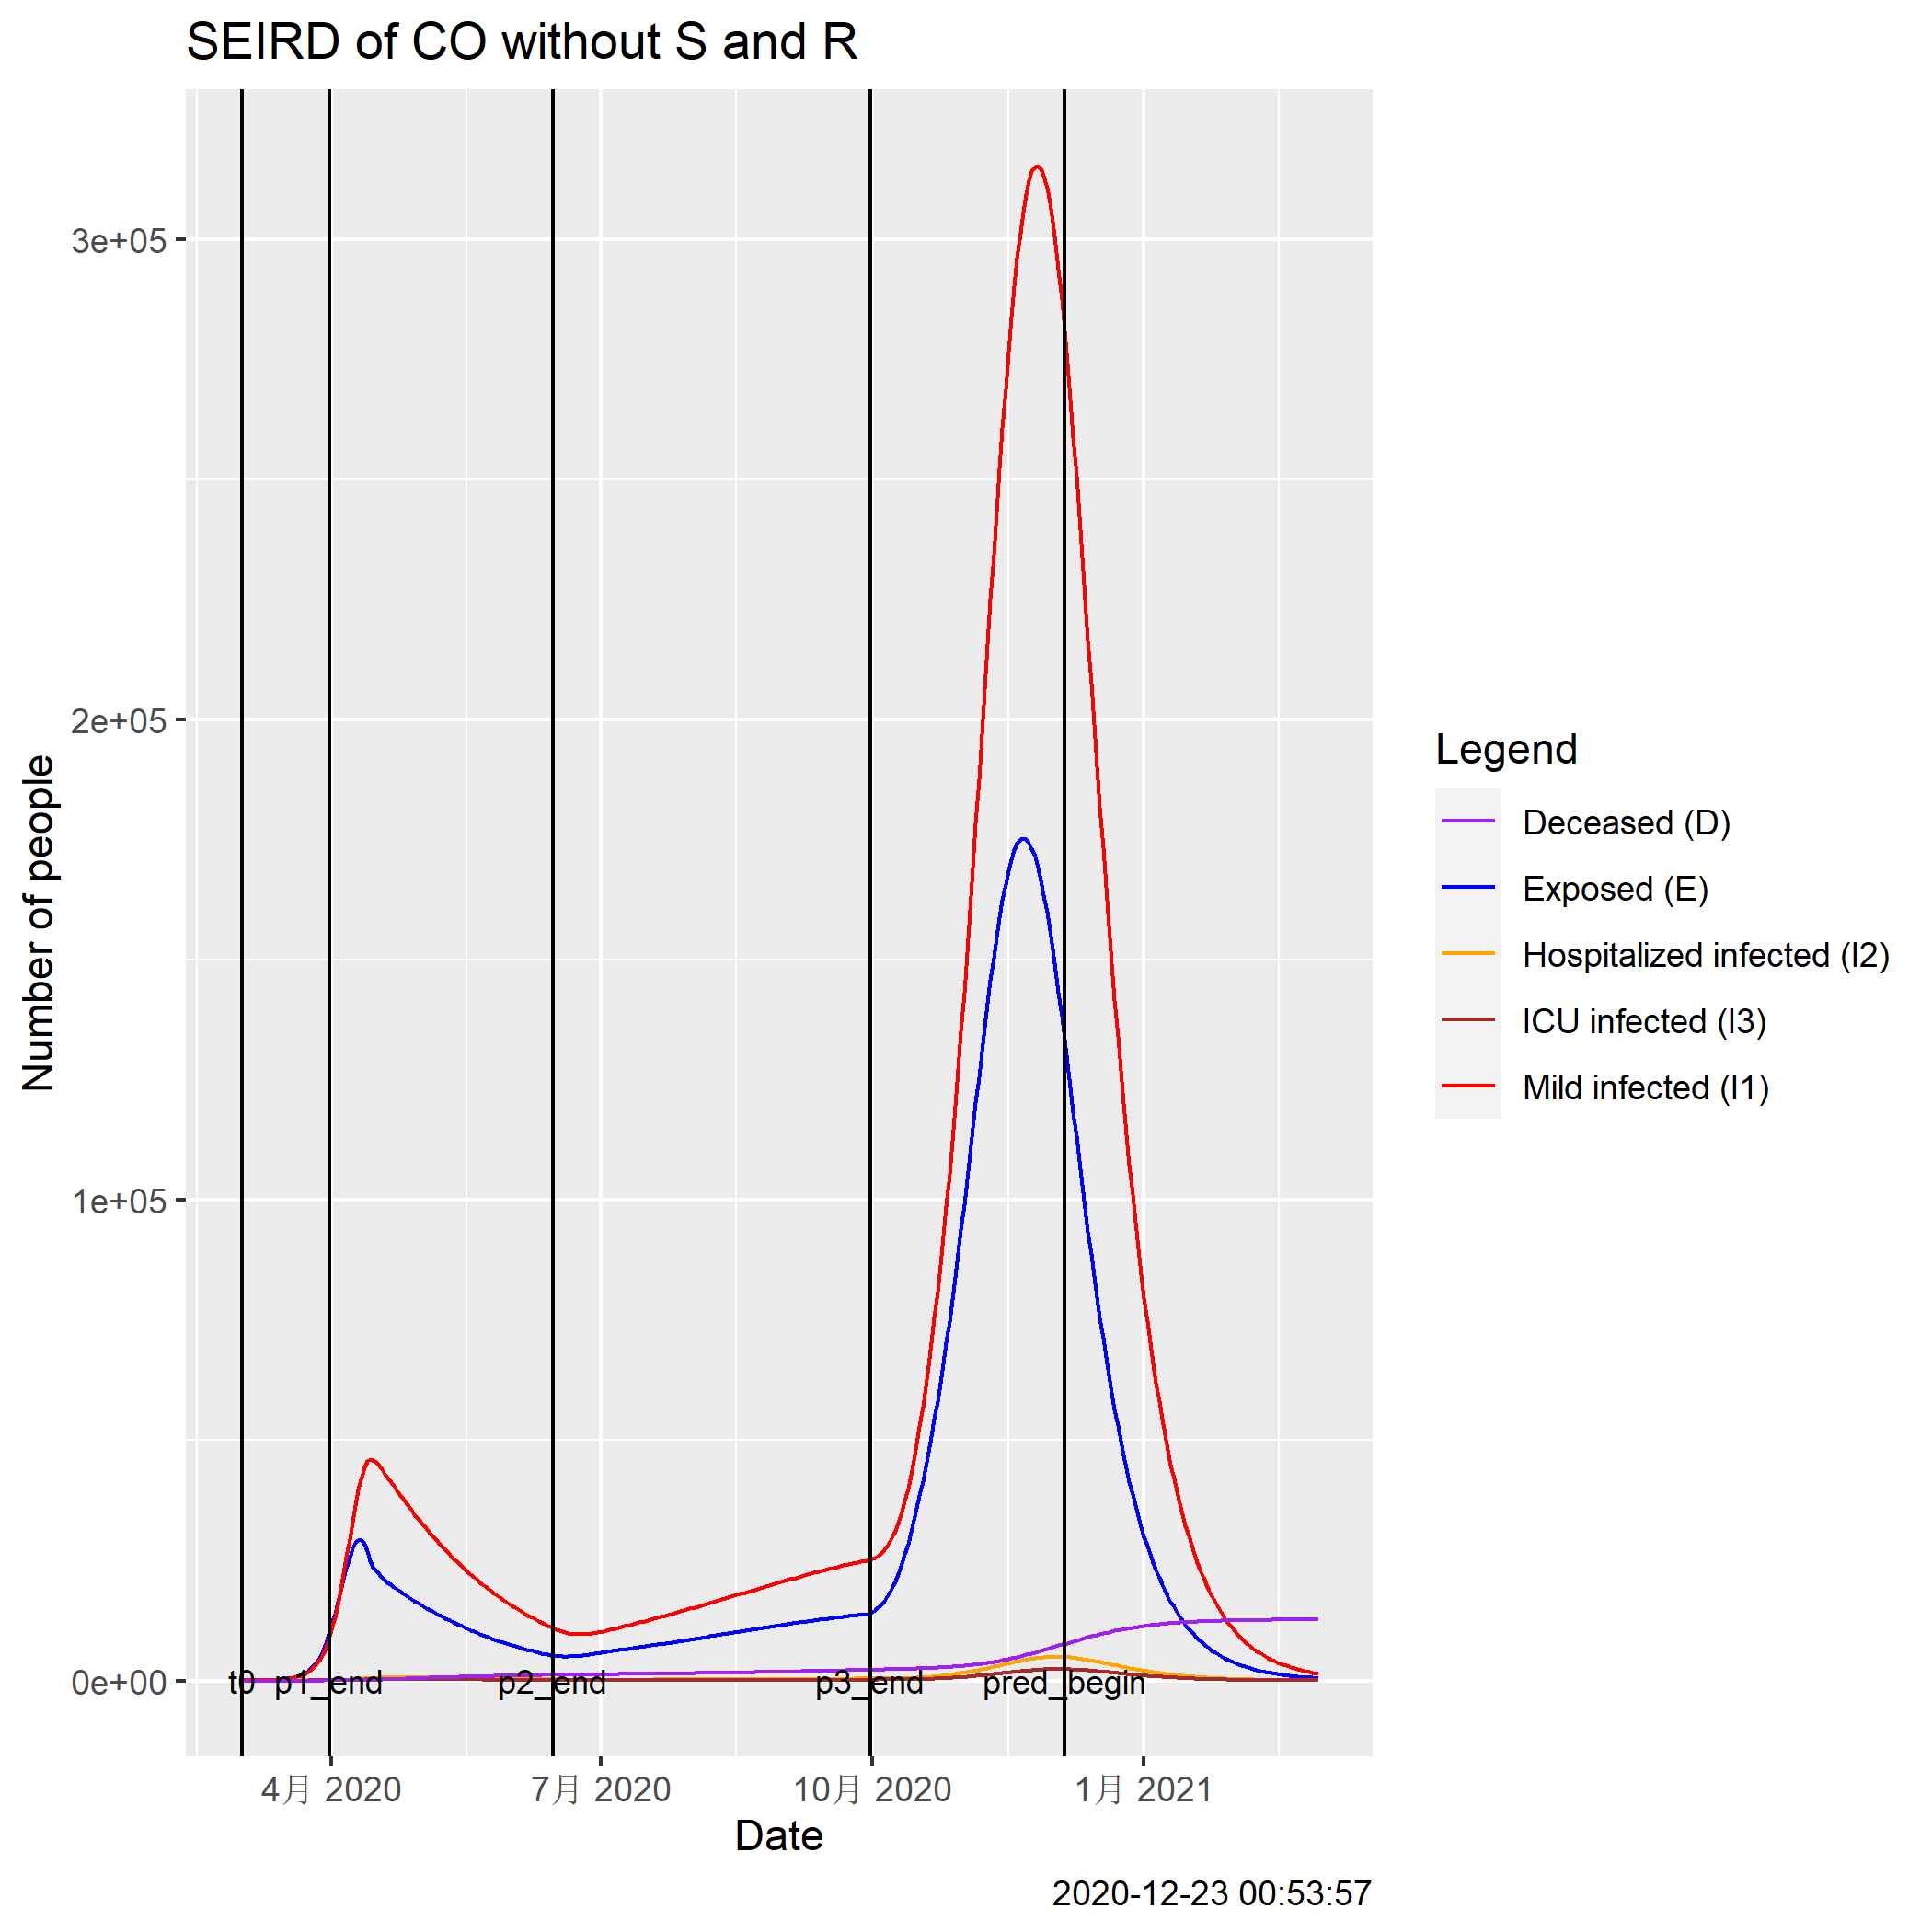 SEIRD of CO without S and R
3e+05
2e+05
1e+05
0e+00
Number of people
t0 p1_end p2_end p3_end pred_begin
4月 2020 7月 2020 10月 2020 1月 2021
Date
Legend
Deceased (D)
Exposed (E)
Hospitalized infected (I2)
ICU infected (I3)
Mild infected (I1)
2020-12-23 00:53:57